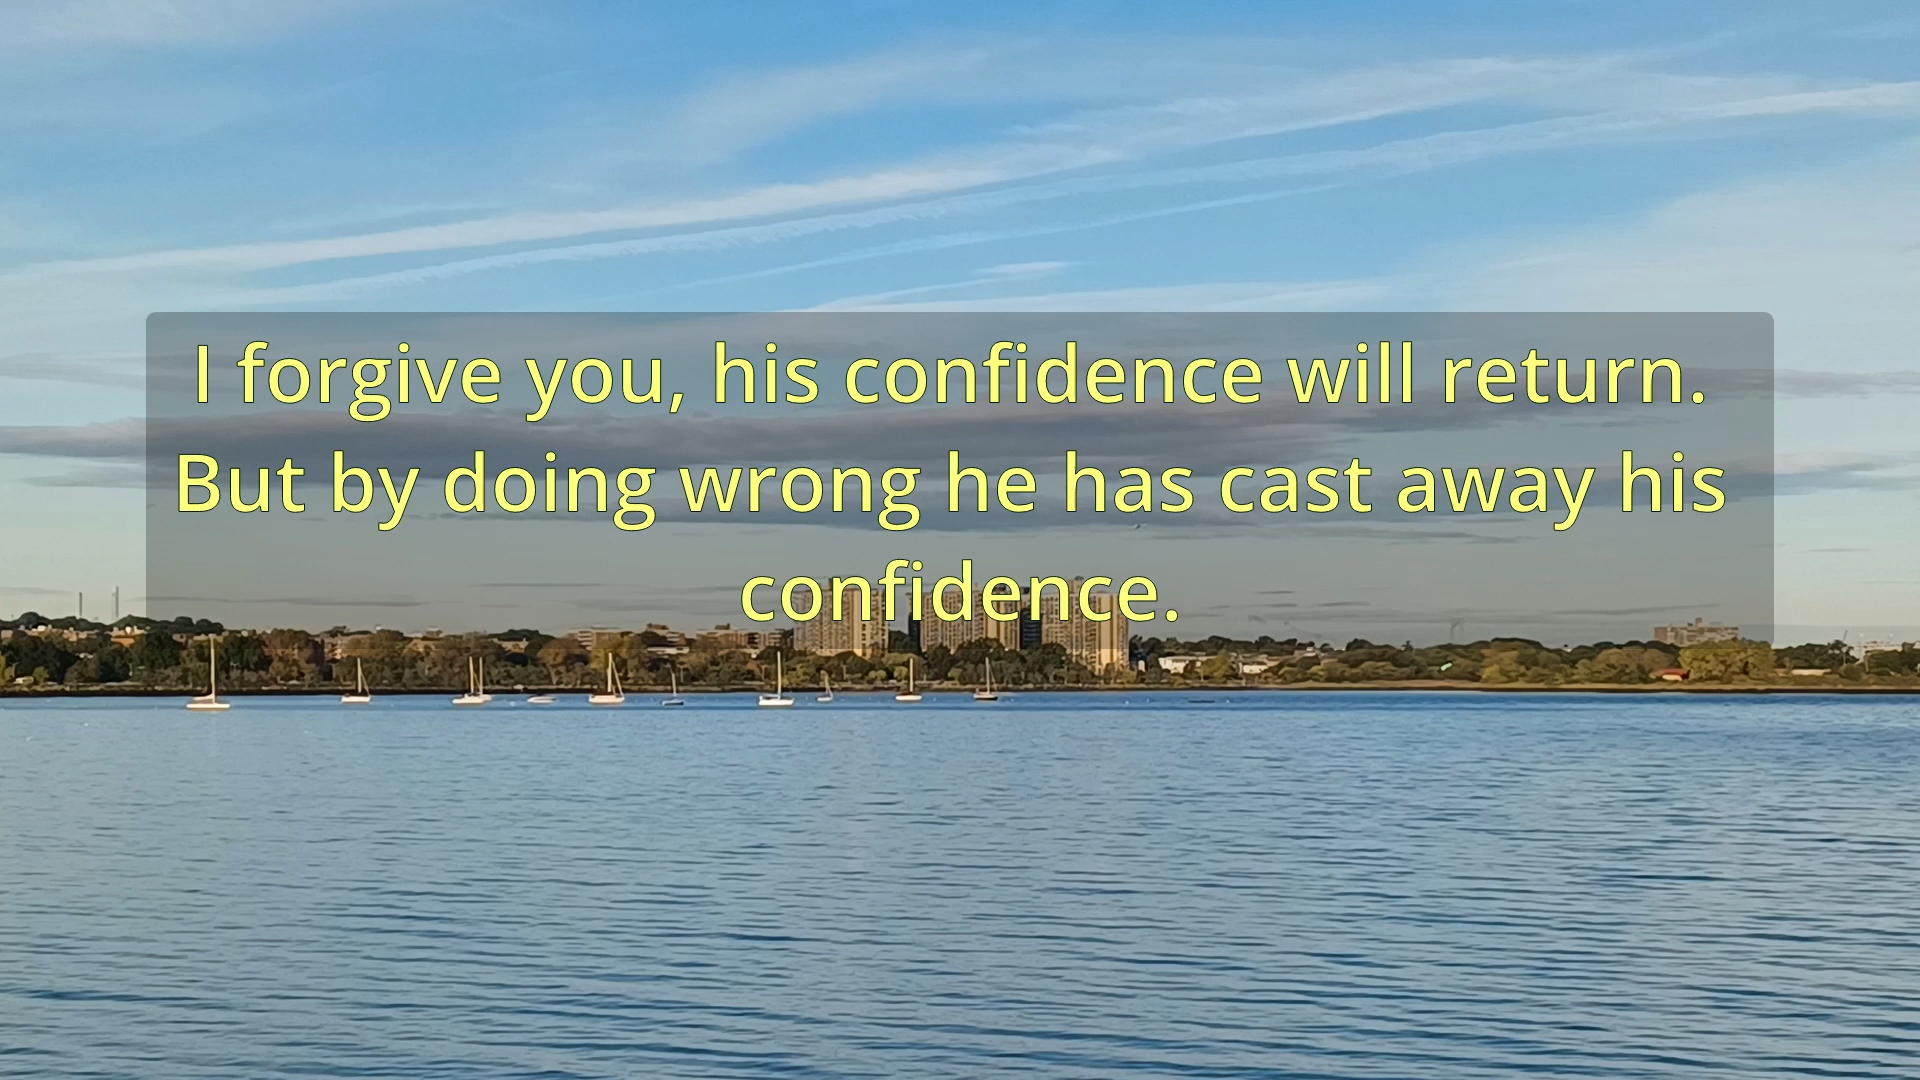 I forgive you, his confidence will return.
But by doing wrong he has cast away his
confidence.